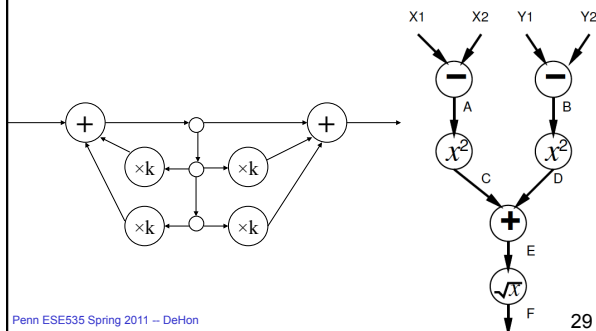 X1 X2 Y1 Y2
− −
A B
+ +
x² x²
×k ×k
C D
×k ×k
+
E
√x
F
Penn ESE535 Spring 2011 -- DeHon
29